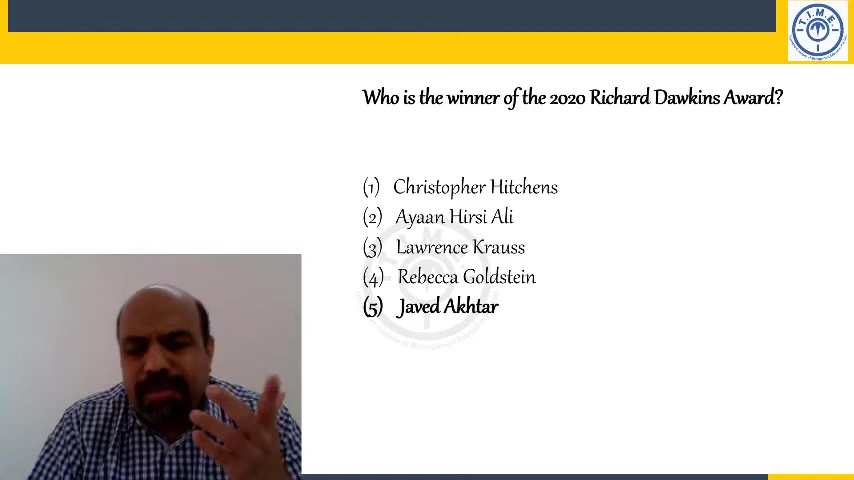 T.I.M.E.
Who is the winner of the 2020 Richard Dawkins Award?
(1) Christopher Hitchens
(2) Ayaan Hirsi Ali
(3) Lawrence Krauss
(4) Rebecca Goldstein
(5) Javed Akhtar